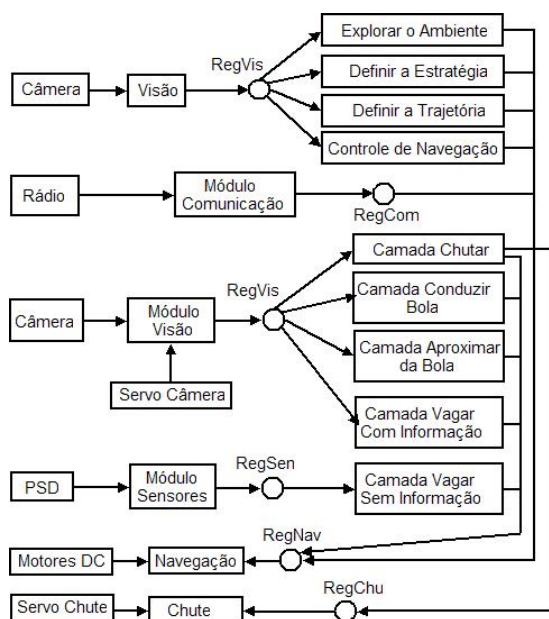 Explorar o Ambiente
RegVis
Definir a Estratégia
Câmera
Visão
Definir a Trajetória
Controle de Navegação
Rádio
Módulo
Comunicação
RegCom
Camada Chutar
RegVis
Camada Conduzir
Bola
Câmera
Módulo
Visão
Camada Aproximar
da Bola
Servo Câmera
Camada Vagar
Com Informação
RegSen
PSD
Módulo
Sensores
Camada Vagar
Sem Informação
RegNav
Motores DC
Navegação
RegChu
Servo Chute
Chute